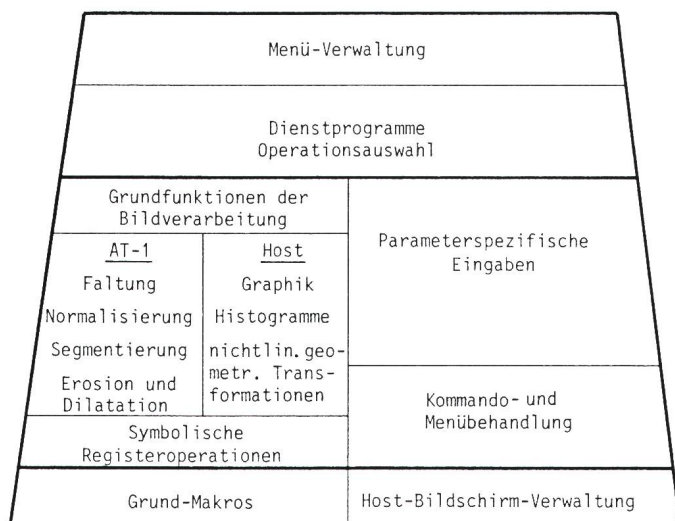 Menü-Verwaltung
Dienstprogramme
Operationsauswahl
Grundfunktionen der
Bildverarbeitung
AT-1
Faltung
Normalisierung
Segmentierung
Erosion und
Dilatation
Host
Graphik
Histogramme
nichtlin.geo-
metr. Trans-
formationen
Symbolische
Registeroperationen
Parameterspezifische
Eingaben
Kommando- und
Menübehandlung
Grund-Makros
Host-Bildschirm-Verwaltung